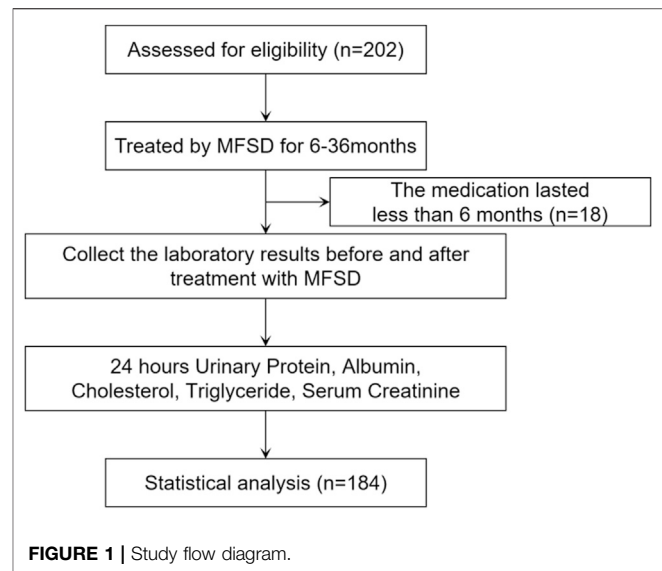 Assessed for eligibility (n=202)
Treated by MFSD for 6-36months
The medication lasted
less than 6 months (n=18)
Collect the laboratory results before and after
treatment with MFSD
24 hours Urinary Protein, Albumin,
Cholesterol, Triglyceride, Serum Creatinine
Statistical analysis (n=184)
FIGURE 1 | Study flow diagram.